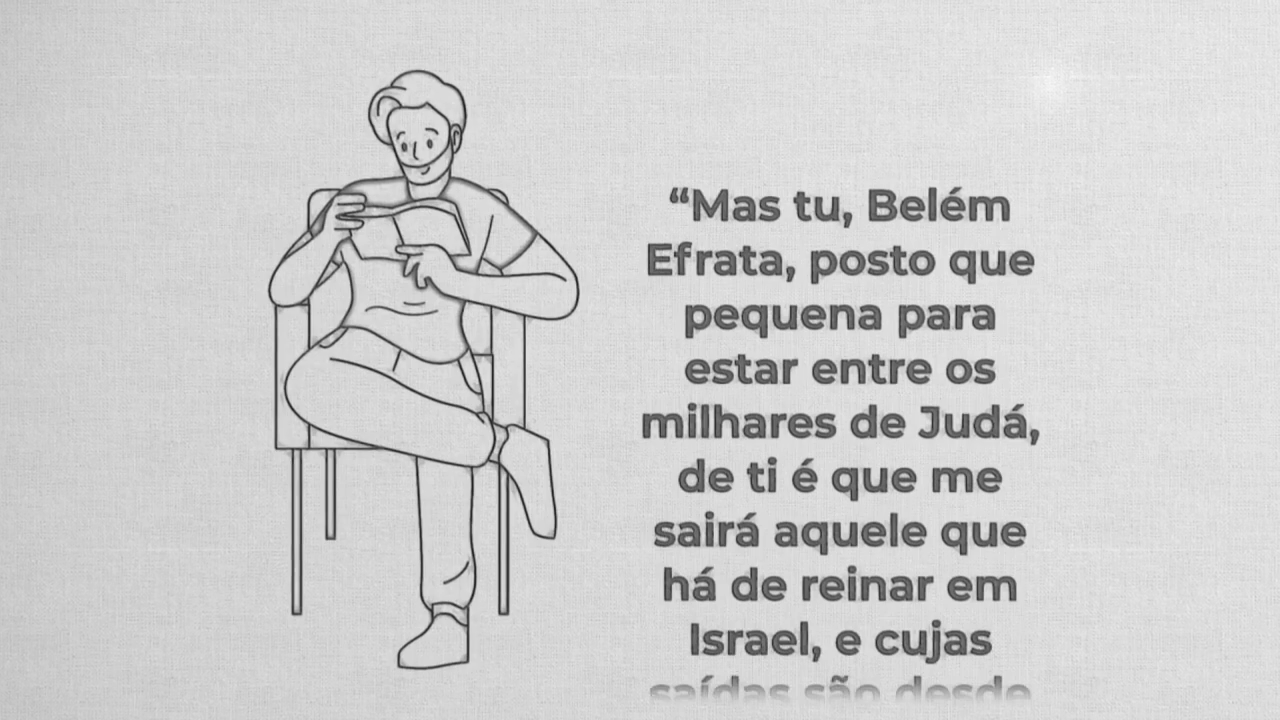 “Mas tu, Belém
Efrata, posto que
pequena para
estar entre os
milhares de Judá,
de ti é que me
sairá aquele que
há de reinar em
Israel, e cujas
saídas são desde